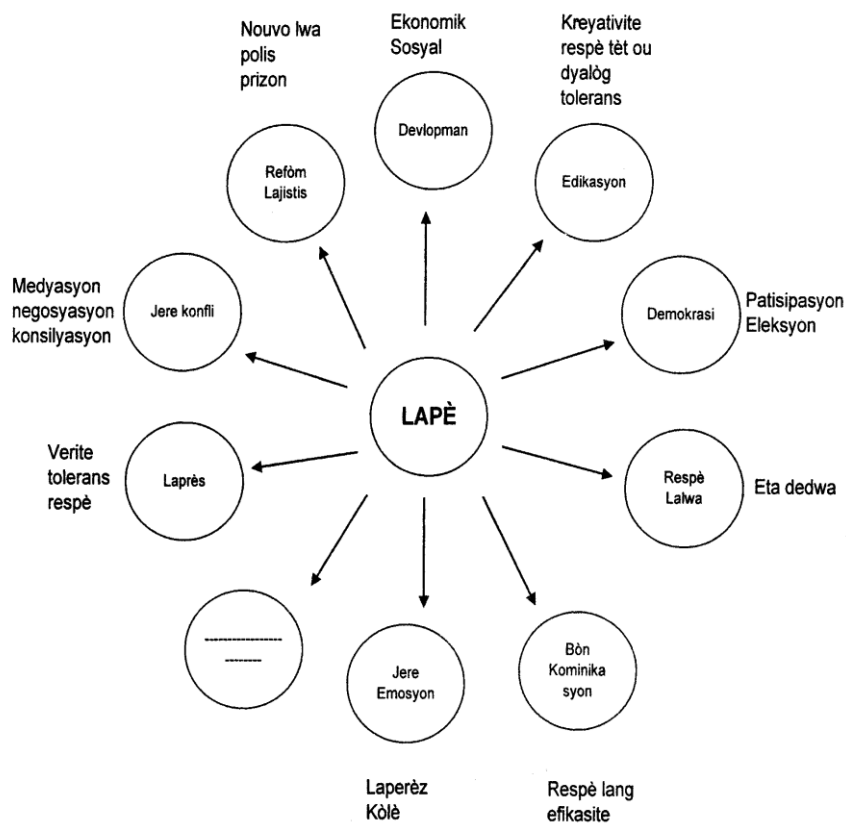 Nouvo lwa
polis
prizon
Ekonomik
Sosyal
Kreyativite
respè tèt ou
dyalòg
tolerans
Refòm
Lajistis
Devlopman
Edikasyon
Medyasyon
negosyasyon
konsilyasyon
Jere konfli
Demokrasi
Patisipasyon
Eleksyon
LAPÈ
Verite
tolerans
respè
Laprès
Respè
Lalwa
Eta dedwa
-----------------
-------
Jere
Emosyon
Bòn
Kominika
syon
Laperèz
Kòlè
Respè lang
efikasite